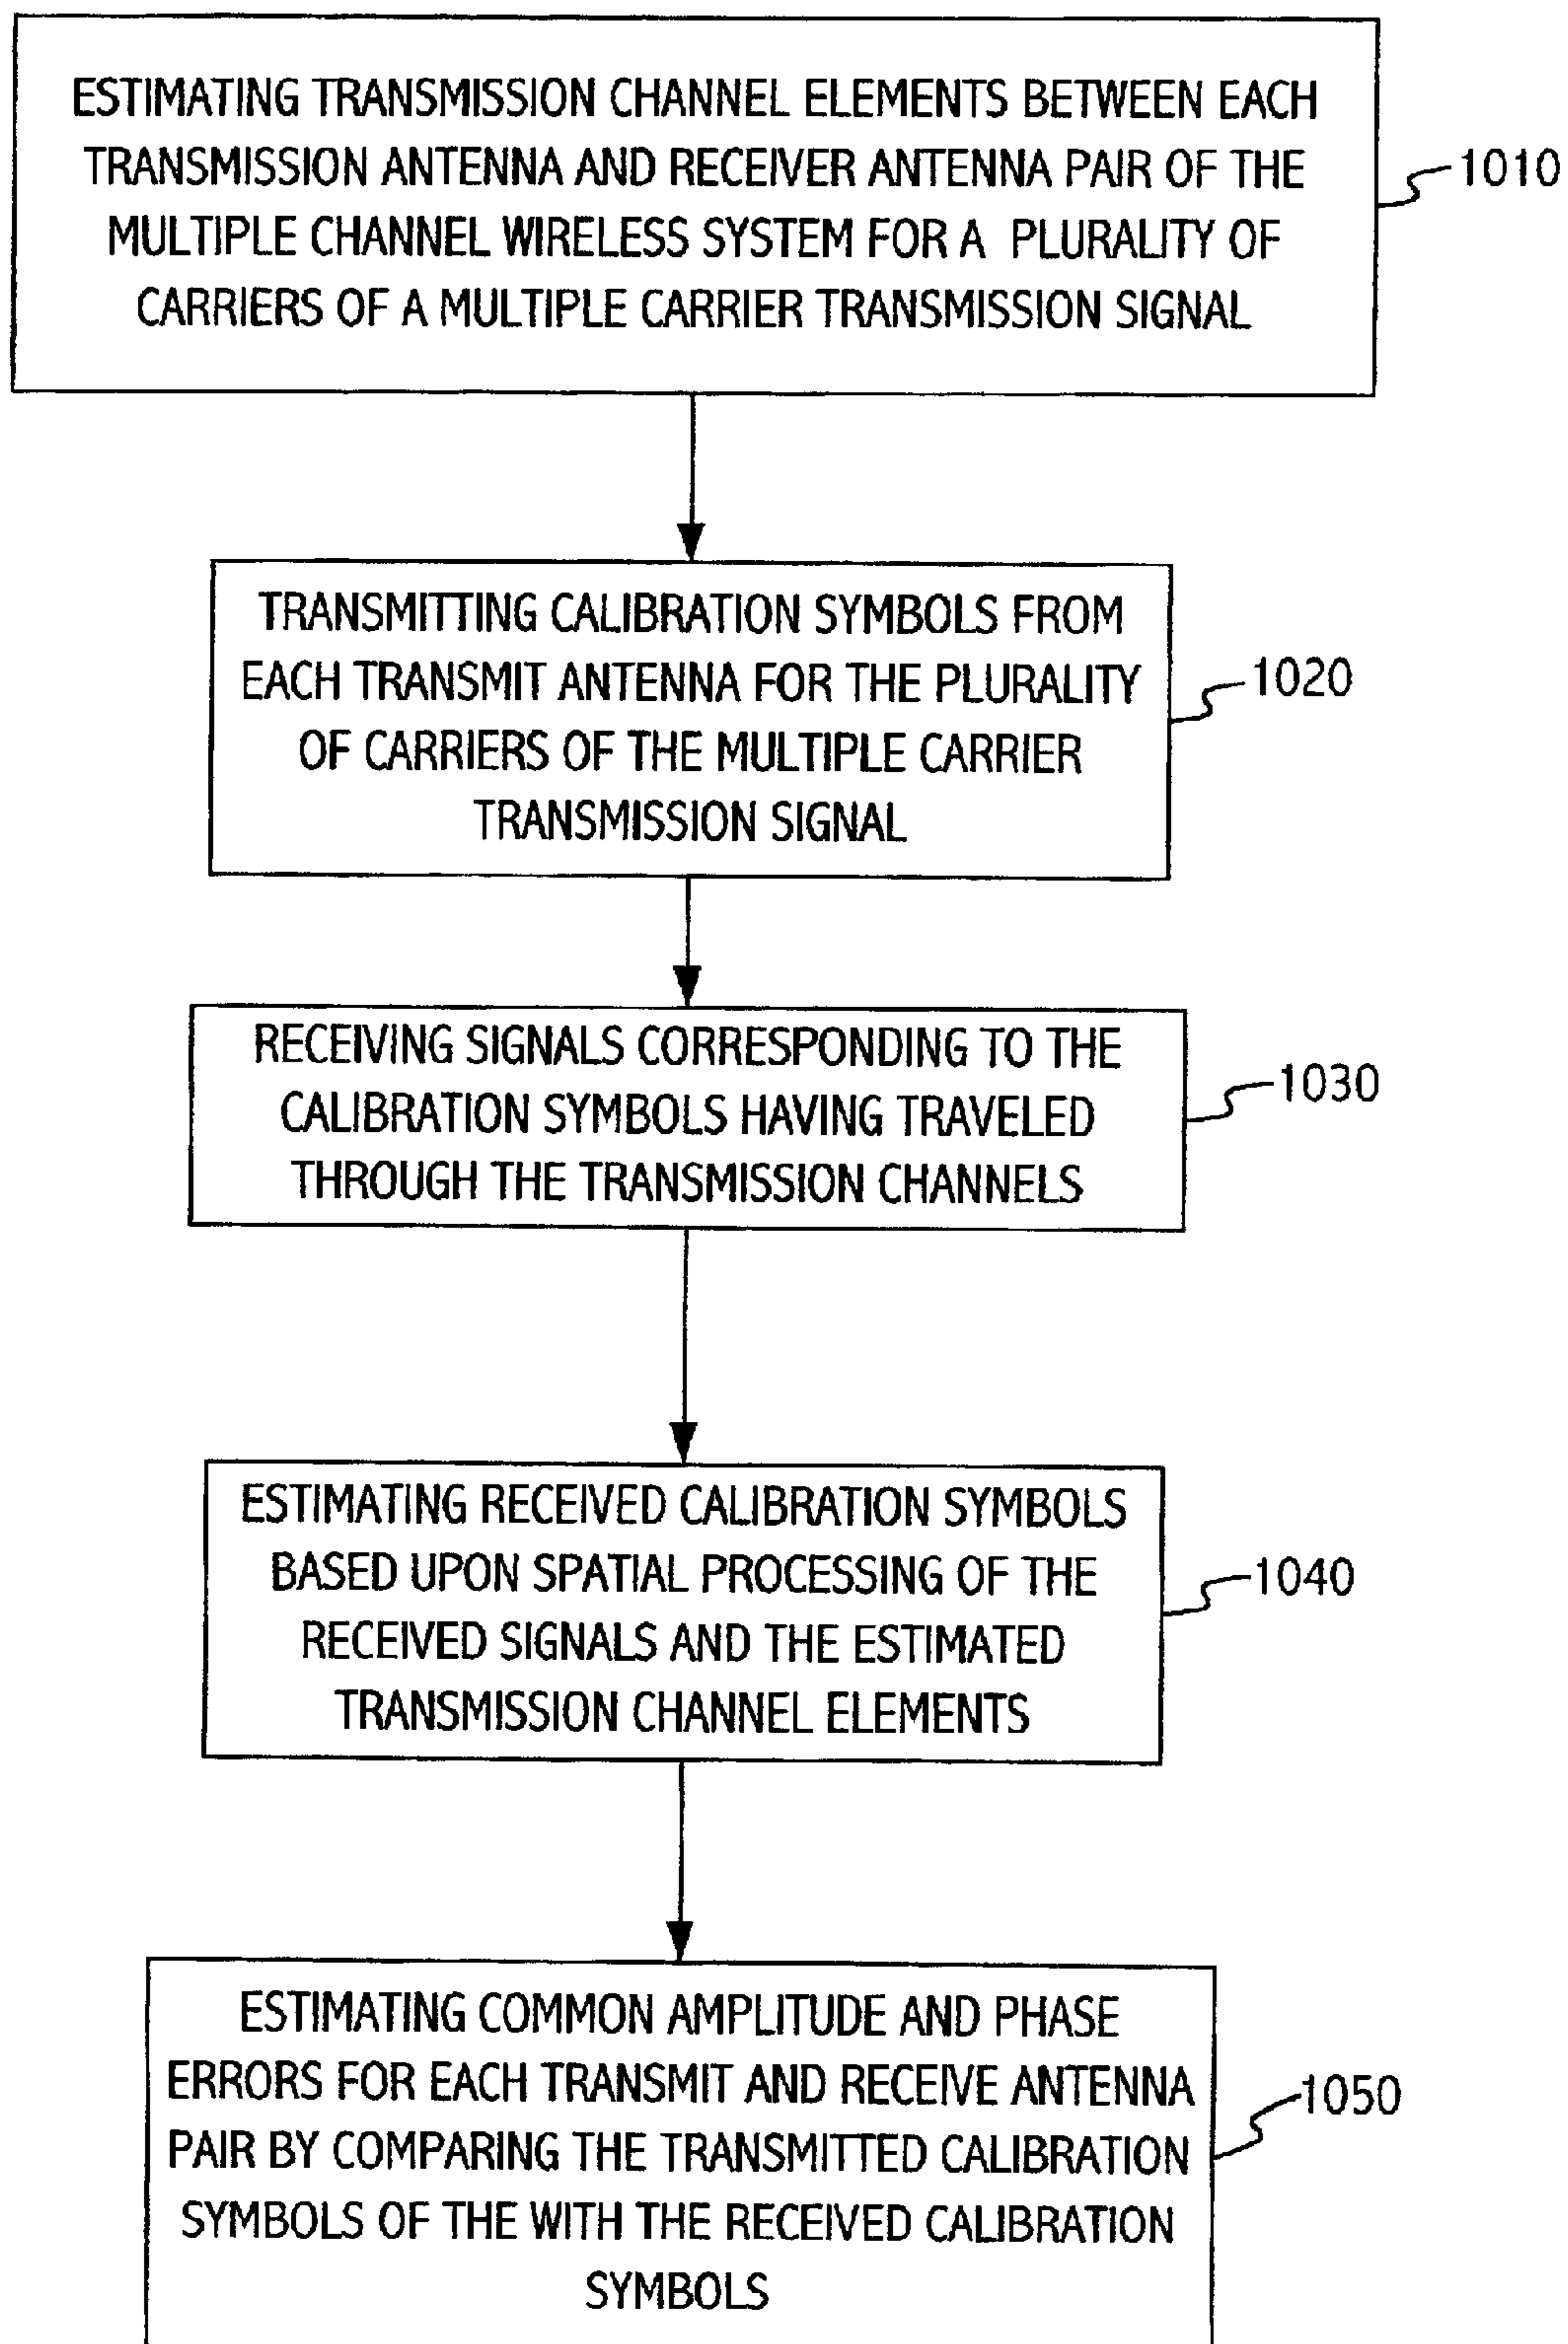 ESTIMATING TRANSMISSION CHANNEL ELEMENTS BETWEEN EACH
TRANSMISSION ANTENNA AND RECEIVER ANTENNA PAIR OF THE
MULTIPLE CHANNEL WIRELESS SYSTEM FOR A PLURALITY OF
CARRIERS OF A MULTIPLE CARRIER TRANSMISSION SIGNAL
1010
TRANSMITTING CALIBRATION SYMBOLS FROM
EACH TRANSMIT ANTENNA FOR THE PLURALITY
OF CARRIERS OF THE MULTIPLE CARRIER
TRANSMISSION SIGNAL
1020
RECEIVING SIGNALS CORRESPONDING TO THE
CALIBRATION SYMBOLS HAVING TRAVELED
THROUGH THE TRANSMISSION CHANNELS
1030
ESTIMATING RECEIVED CALIBRATION SYMBOLS
BASED UPON SPATIAL PROCESSING OF THE
RECEIVED SIGNALS AND THE ESTIMATED
TRANSMISSION CHANNEL ELEMENTS
1040
ESTIMATING COMMON AMPLITUDE AND PHASE
ERRORS FOR EACH TRANSMIT AND RECEIVE ANTENNA
PAIR BY COMPARING THE TRANSMITTED CALIBRATION
SYMBOLS OF THE WITH THE RECEIVED CALIBRATION
SYMBOLS
1050